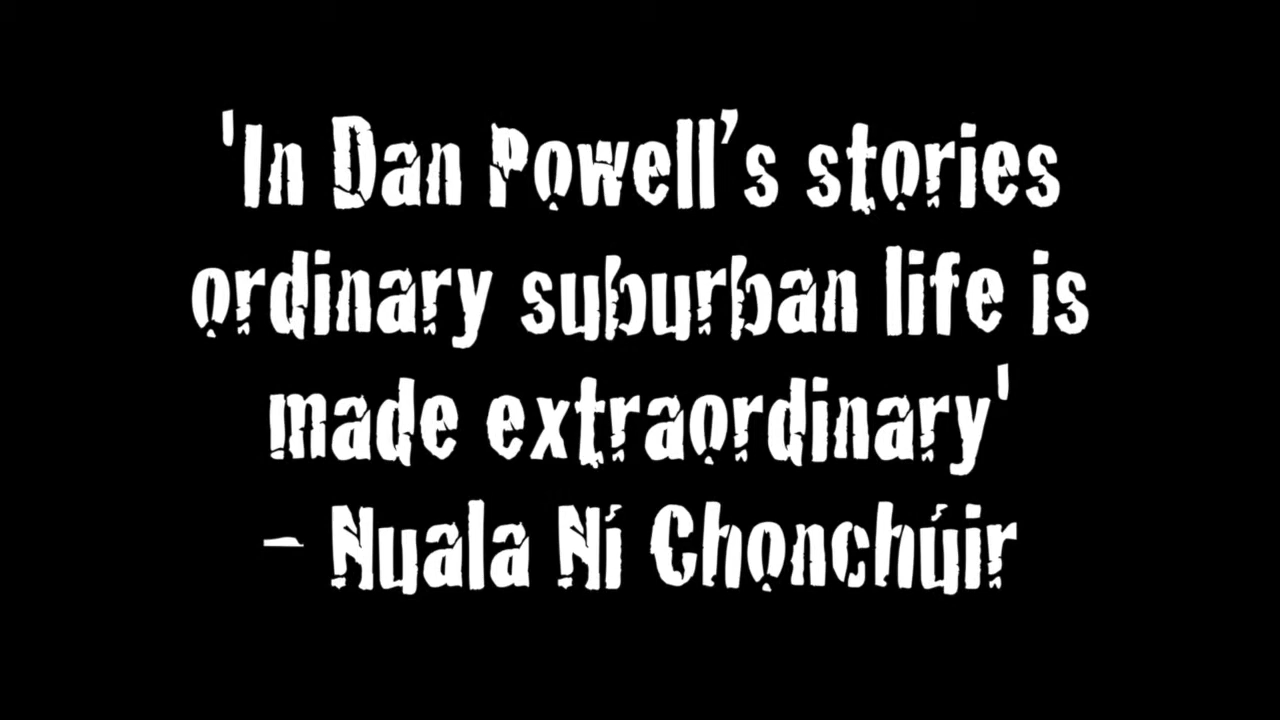 'In Dan Powell's stories
ordinary suburban life is
made extraordinary'
- Nuala Ní Chonchúir